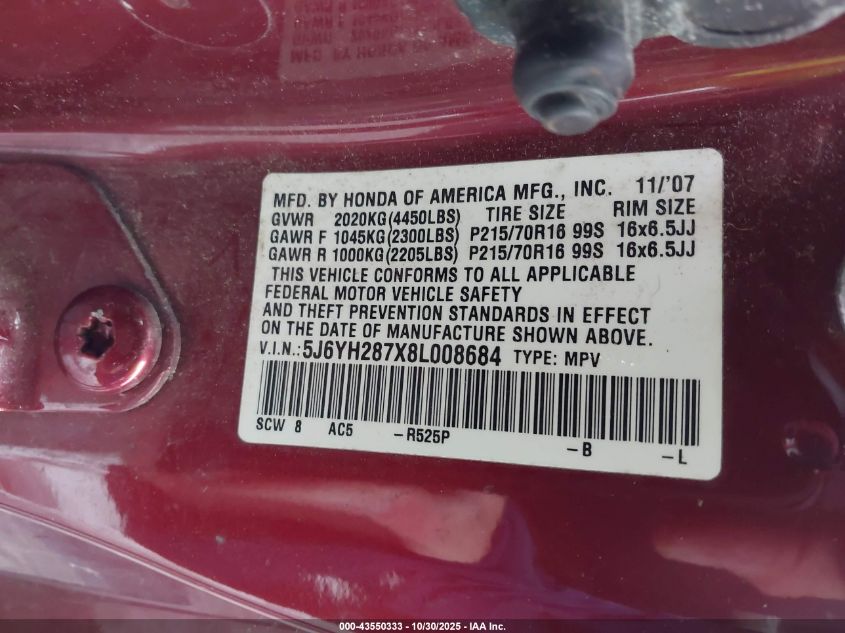 MFD. BY HONDA OF AMERICA MFG., INC. 11/'07
GVWR 2020KG(4450LBS) TIRE SIZE RIM SIZE
GAWR F 1045KG(2300LBS) P215/70R16 99S 16x6.5JJ
GAWR R 1000KG(2205LBS) P215/70R16 99S 16x6.5JJ
THIS VEHICLE CONFORMS TO ALL APPLICABLE
FEDERAL MOTOR VEHICLE SAFETY
AND THEFT PREVENTION STANDARDS IN EFFECT
ON THE DATE OF MANUFACTURE SHOWN ABOVE.
V.I.N.:5J6YH287X8L008684 TYPE: MPV
SCW 8 AC5 -R525P -B -L
000-43550333 - 10/30/2025 - IAA Inc.